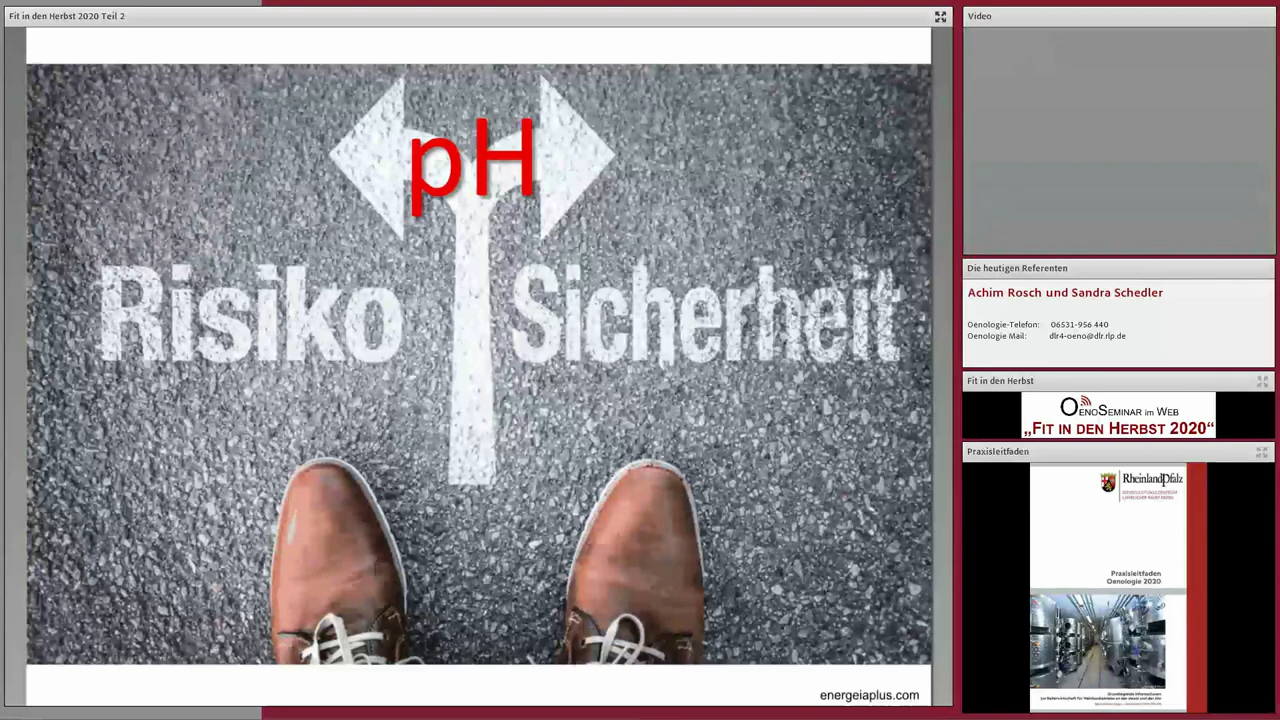 Fit in den Herbst 2020 Teil 2
pH
Risiko
Sicherheit
energeiaplus.com
Video
Die heutigen Referenten
Achim Rosch und Sandra Schedler
Oenologie-Telefon: 06531-956 440
Oenologie Mail: dlr4-oeno@dlr.rlp.de
Fit in den Herbst
OENOSEMINAR IM WEB
„FIT IN DEN HERBST 2020“
Praxisleitfaden
RheinlandPfalz
Praxisleitfaden
Oenologie 2020